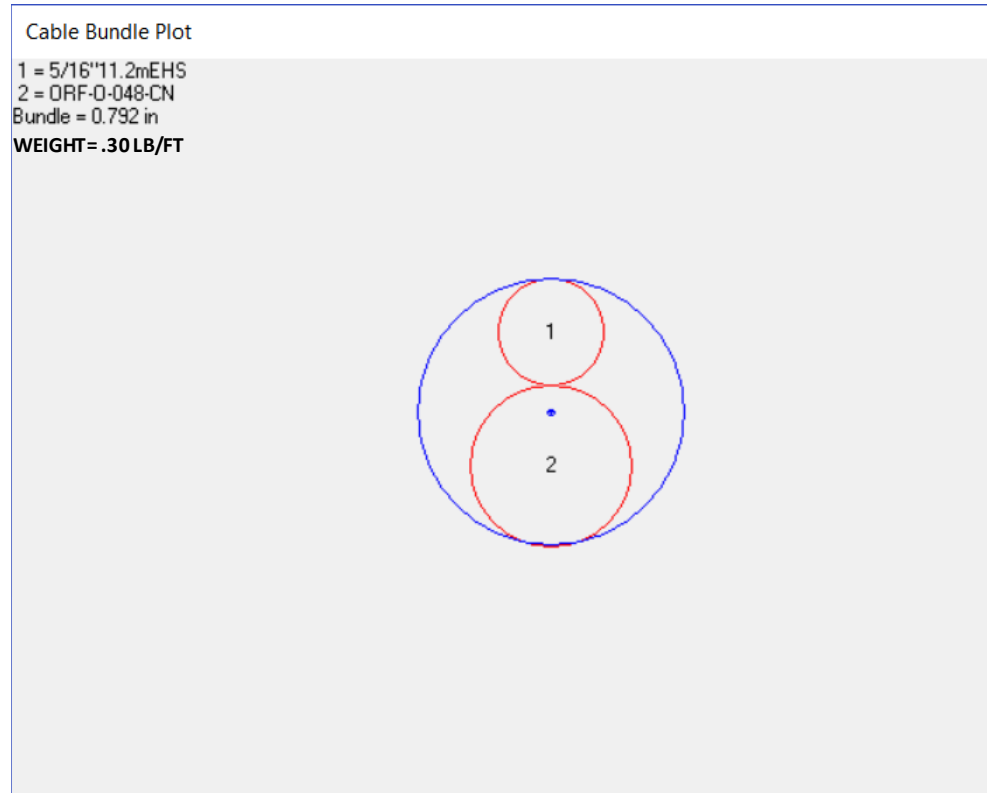 Cable Bundle Plot
1 = 5/16"11.2mEHS
2 = ORF-O-048-CN
Bundle = 0.792 in
WEIGHT= .30 LB/FT
1
2